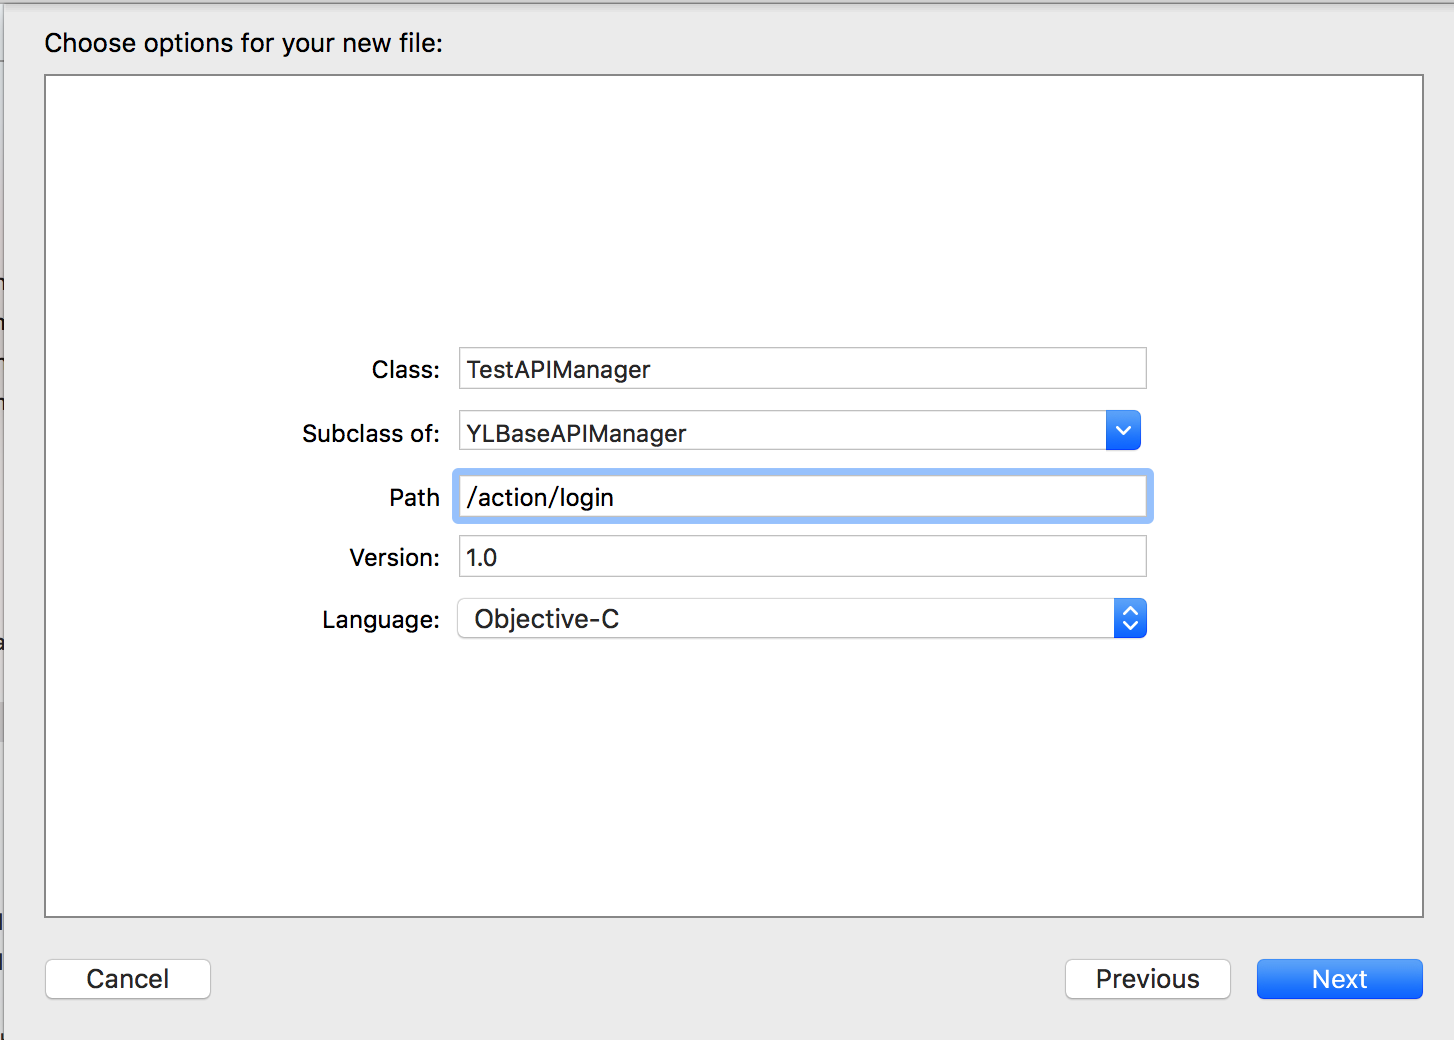 Choose options for your new file:
Class: TestAPIManager
Subclass of: YLBaseAPIManager
Path /action/login
Version: 1.0
Language: Objective-C
Cancel Previous Next